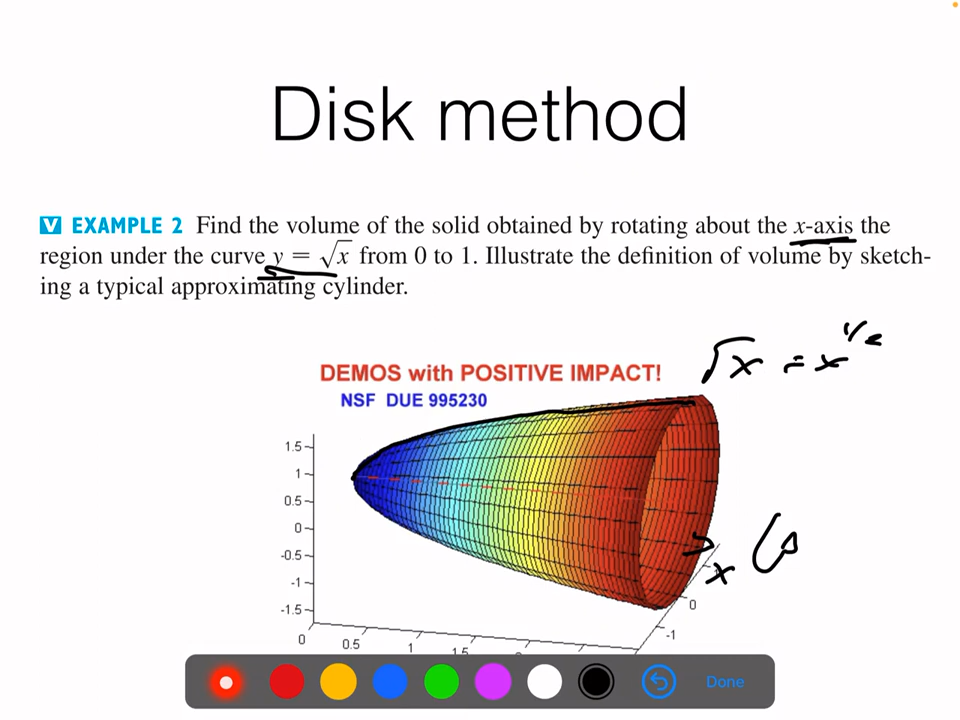 Disk method
V EXAMPLE 2 Find the volume of the solid obtained by rotating about the x-axis the
region under the curve y = √x from 0 to 1. Illustrate the definition of volume by sketch-
ing a typical approximating cylinder.
√x = x^1/2
DEMOS with POSITIVE IMPACT!
NSF DUE 995230
1.5
1
0.5
0
-0.5
-1
-1.5
0
0.5
1
1.5
0
-1
x
Done